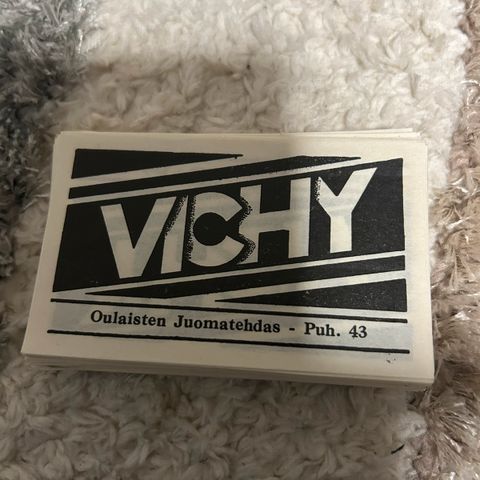 VICHY
Oulaisten Juomatehdas - Puh. 43